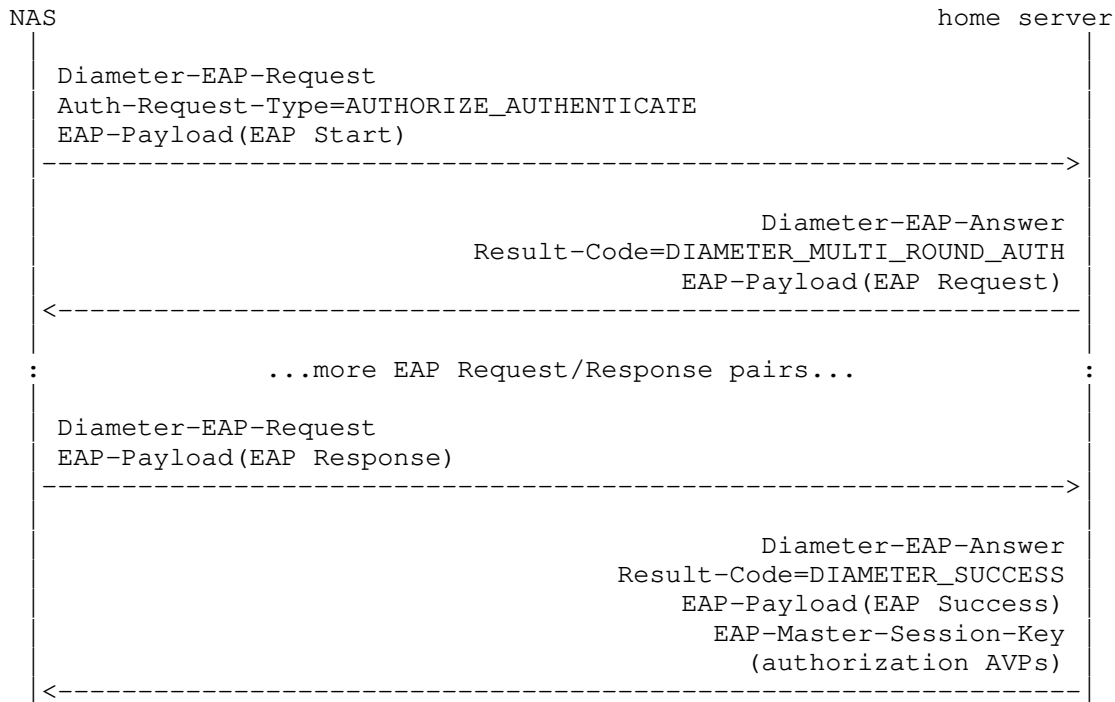 NAS home server
Diameter-EAP-Request
Auth-Request-Type=AUTHORIZE_AUTHENTICATE
EAP-Payload(EAP Start)
Diameter-EAP-Answer
Result-Code=DIAMETER_MULTI_ROUND_AUTH
EAP-Payload(EAP Request)
: ...more EAP Request/Response pairs... :
Diameter-EAP-Request
EAP-Payload(EAP Response)
Diameter-EAP-Answer
Result-Code=DIAMETER_SUCCESS
EAP-Payload(EAP Success)
EAP-Master-Session-Key
(authorization AVPs)